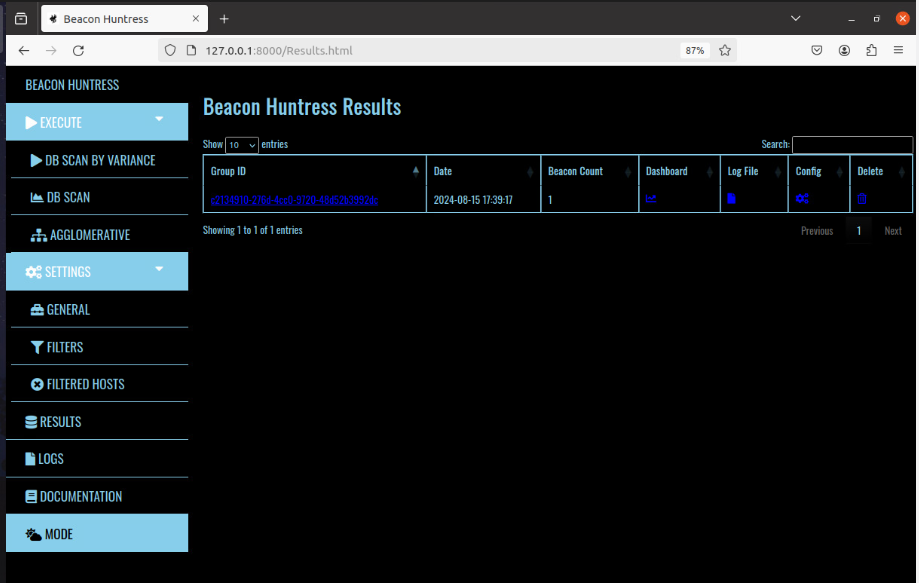 Beacon Huntress
127.0.0.1:8000/Results.html
87%
BEACON HUNTRESS
EXECUTE
DB SCAN BY VARIANCE
DB SCAN
AGGLOMERATIVE
SETTINGS
GENERAL
FILTERS
FILTERED HOSTS
RESULTS
LOGS
DOCUMENTATION
MODE
Beacon Huntress Results
Show 10 entries
Search:
Group ID Date Beacon Count Dashboard Log File Config Delete
2024-08-15 17:39:17 1
Showing 1 to 1 of 1 entries
Previous 1 Next